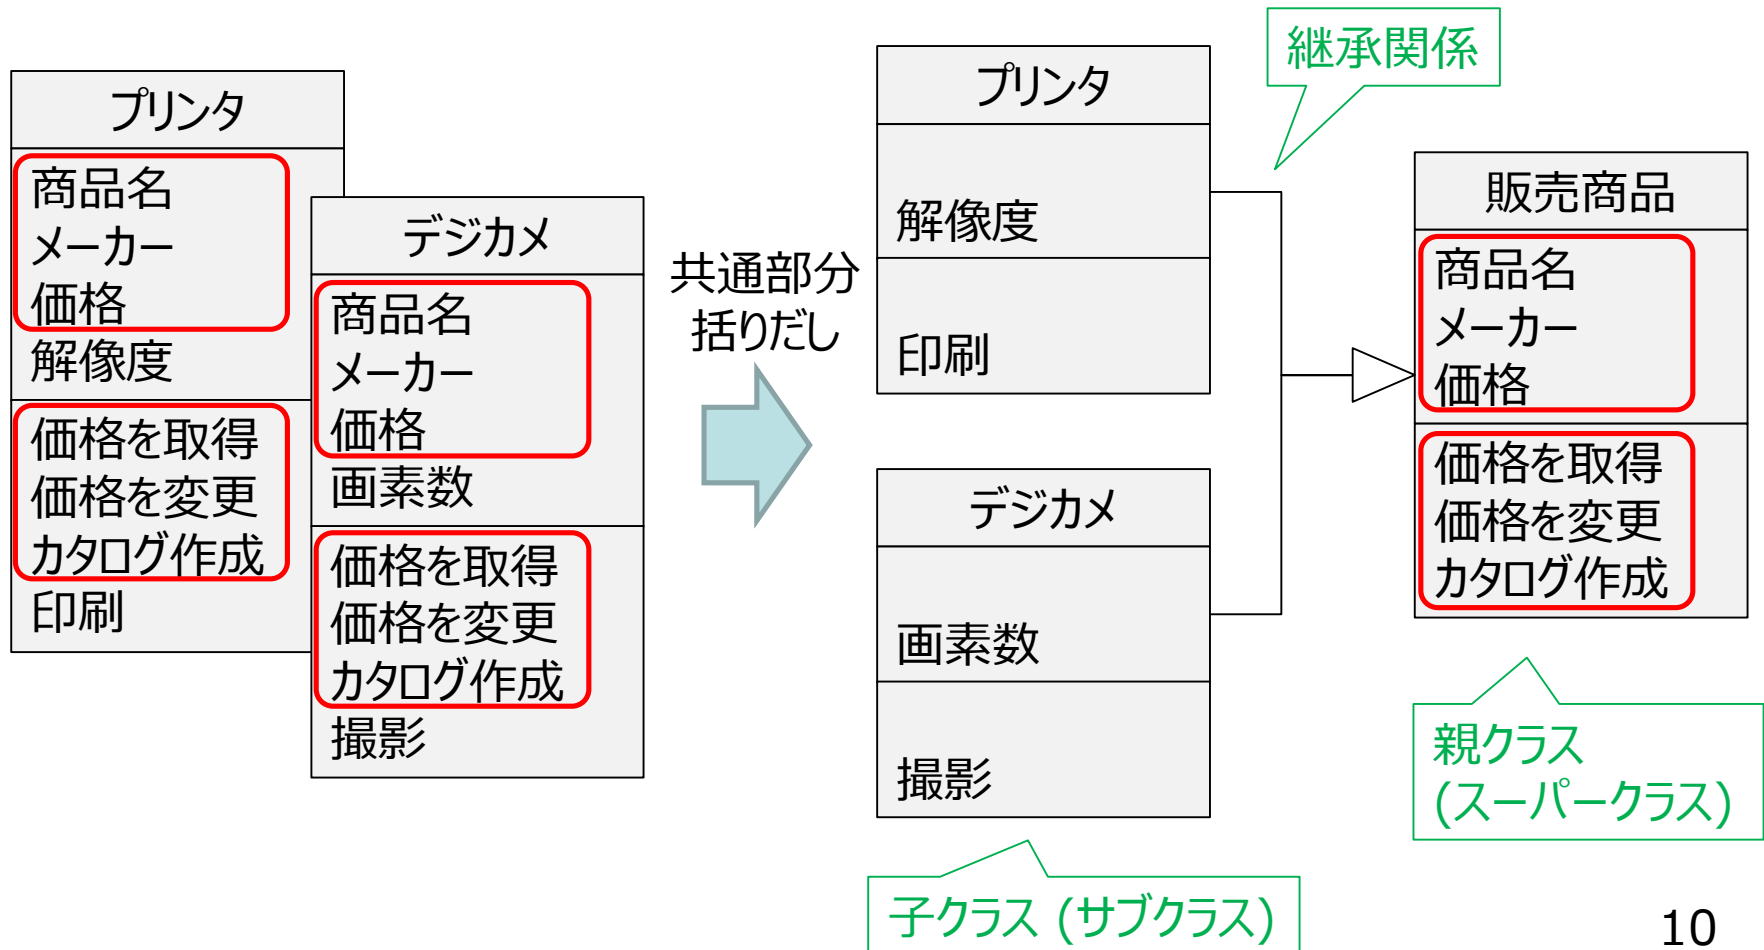 プリンタ
商品名
メーカー
価格
解像度
価格を取得
価格を変更
カタログ作成
印刷
デジカメ
商品名
メーカー
価格
画素数
価格を取得
価格を変更
カタログ作成
撮影
共通部分
括りだし
プリンタ
解像度
印刷
デジカメ
画素数
撮影
子クラス (サブクラス)
継承関係
販売商品
商品名
メーカー
価格
価格を取得
価格を変更
カタログ作成
親クラス
(スーパークラス)
10